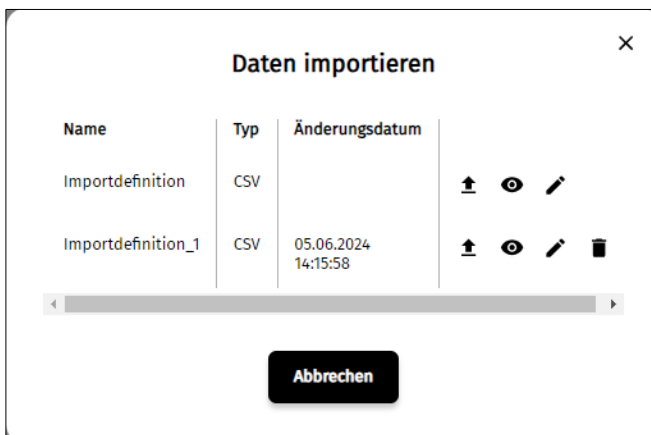 Daten importieren
Name Typ Änderungsdatum
Importdefinition CSV
Importdefinition_1 CSV 05.06.2024
14:15:58
Abbrechen